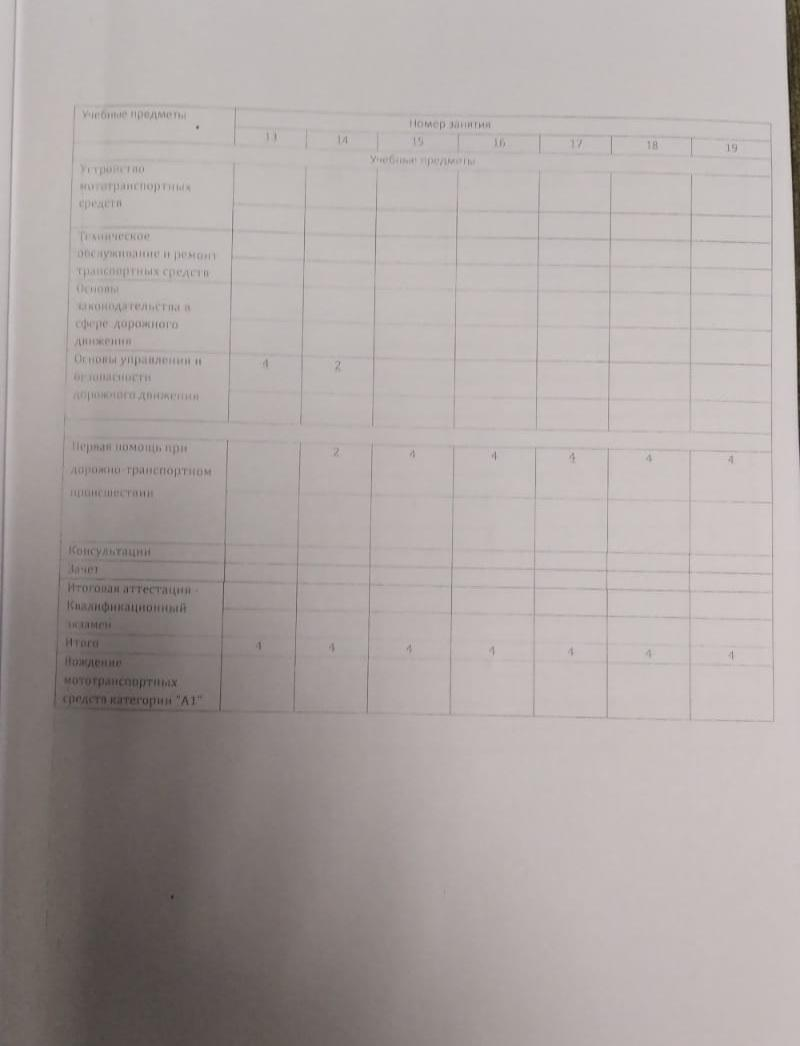 Учебные предметы
Номер занятия
13 14 15 16 17 18 19
Учебные предметы
Устройство
мототранспортных
средств
Техническое
обслуживание и ремонт
транспортных средств
Основы
законодательства в
сфере дорожного
движения
Основы управления и 4 2
безопасности
дорожного движения
Первая помощь при 2 4 4 4 4 4
дорожно-транспортном
происшествии
Консультации
Зачет
Итоговая аттестация -
Квалификационный
экзамен
Итого 4 4 4 4 4 4 4
Вождение
мототранспортных
средств категории "А1"